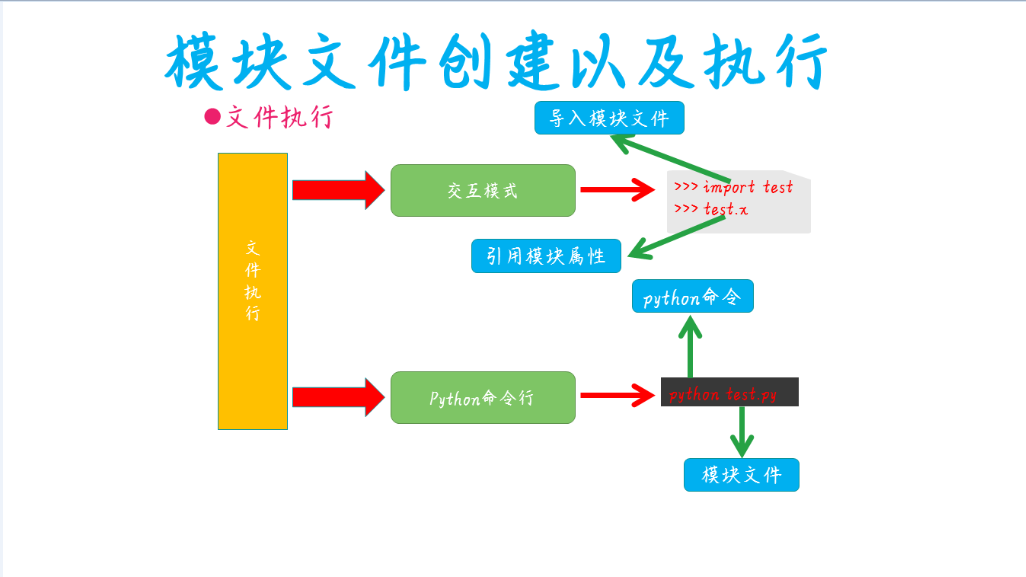 模块文件创建以及执行
●文件执行
导入模块文件
文件执行
交互模式
>>> import test
>>> test.x
引用模块属性
python命令
Python命令行
python test.py
模块文件